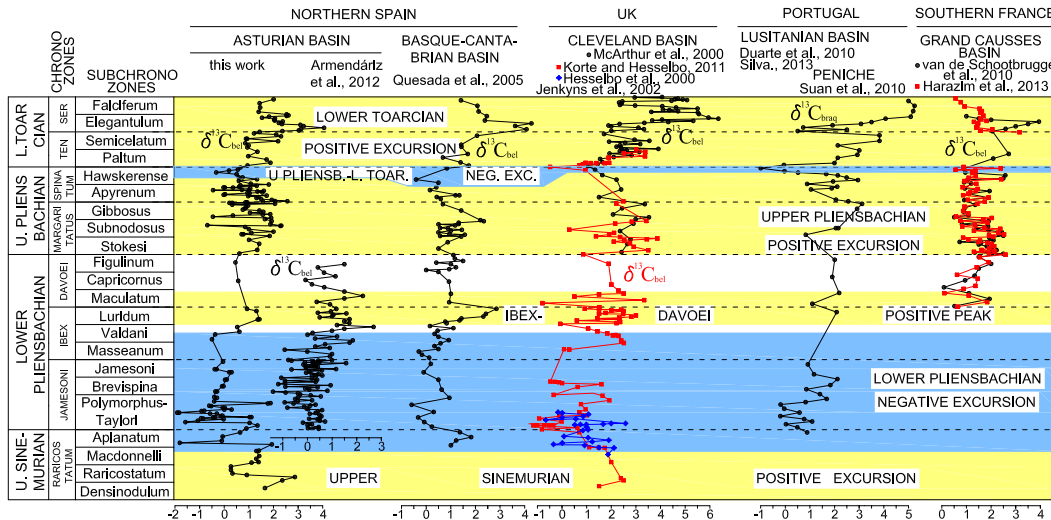 NORTHERN SPAIN
UK
PORTUGAL
SOUTHERN FRANCE
CHRONO
ZONES
SUBCHRONO
ZONES
ASTURIAN BASIN
this work
Armendáriz
et al., 2012
BASQUE-CANTA-
BRIAN BASIN
Quesada et al., 2005
CLEVELAND BASIN
McArthur et al., 2000
Korte and Hesselbo, 2011
Hesselbo et al., 2000
Jenkyns et al., 2002
LUSITANIAN BASIN
Duarte et al., 2010
Silva., 2013
PENICHE
Suan et al., 2010
GRAND CAUSSES
BASIN
van de Schootbrugge
et al., 2010
Harazim et al., 2013
L.TOAR
CIAN
U. PLIENS
BACHIAN
LOWER
PLIENSBACHIAN
U. SINE-
MURIAN
SER
TEN
SPINA
TUM
MARGARI
TATUS
DAVOEI
IBEX
JAMESONI
RARICOS
TATUM
Falciferum
Elegantulum
Semicelatum
Paltum
Hawskerense
Apyrenum
Gibbosus
Subnodosus
Stokesi
Figulinum
Capricornus
Maculatum
Luridum
Valdani
Masseanum
Jamesoni
Brevispina
Polymorphus-
Taylori
Aplanatum
Macdonnelli
Raricostatum
Densinodulum
LOWER TOARCIAN
POSITIVE EXCURSION
δ13Cbel
δ13Cbel
δ13Cbel
δ13Cbraq
δ13Cbel
U PLIENSB.-L. TOAR. NEG. EXC.
UPPER PLIENSBACHIAN
POSITIVE EXCURSION
δ13Cbel
δ13Cbel
IBEX- DAVOEI POSITIVE PEAK
LOWER PLIENSBACHIAN
NEGATIVE EXCURSION
-1 0 1 2 3
UPPER SINEMURIAN POSITIVE EXCURSION
-2 -1 0 1 2 3 4
0 1 2 3 4 5
-1 0 1 2 3 4 5 6
-1 0 1 2 3 4 5
0 1 2 3 4